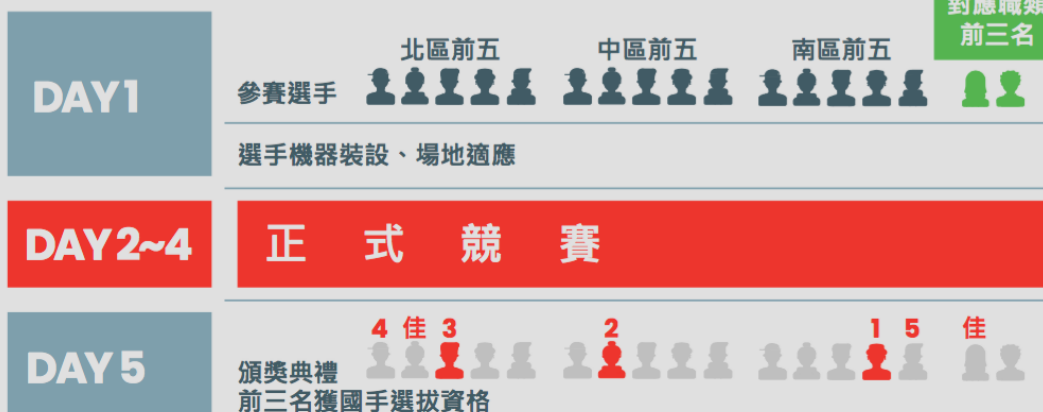 對應職類
前三名
北區前五 中區前五 南區前五
DAY1
參賽選手
選手機器裝設、場地適應
DAY2~4
正式競賽
4 佳 3 2 1 5 佳
DAY5
頒獎典禮
前三名獲國手選拔資格